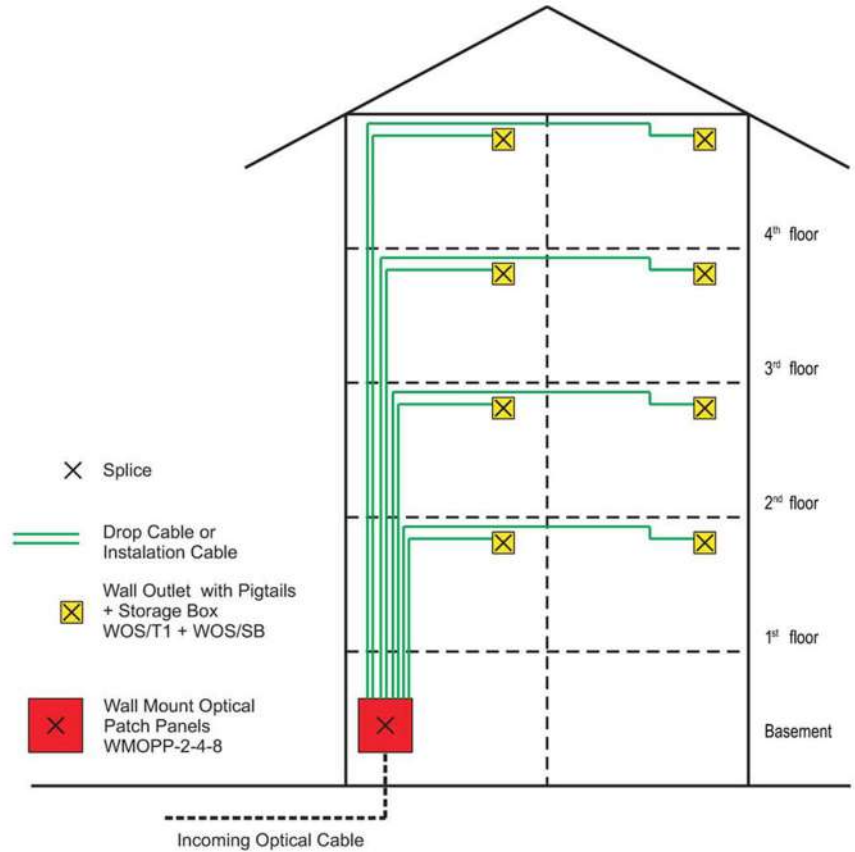 4th floor
3rd floor
2nd floor
1st floor
Basement
Splice
Drop Cable or
Instalation Cable
Wall Outlet with Pigtails
+ Storage Box
WOS/T1 + WOS/SB
Wall Mount Optical
Patch Panels
WMOPP-2-4-8
Incoming Optical Cable